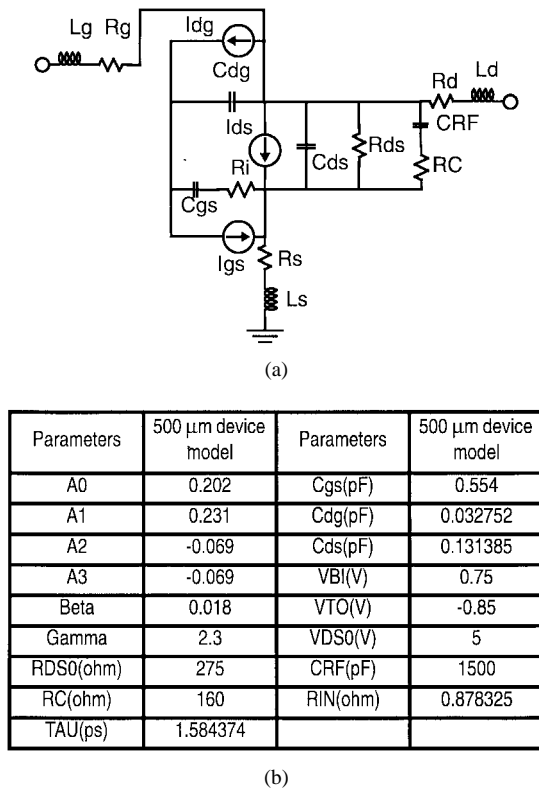 Lg Rg
Idg
Cdg
Ids
Rd Ld
CRF
Ri
Cds
Rds
RC
Cgs
Igs
Rs
Ls
(a)
Parameters 500 μm device model Parameters 500 μm device model
A0 0.202 Cgs(pF) 0.554
A1 0.231 Cdg(pF) 0.032752
A2 -0.069 Cds(pF) 0.131385
A3 -0.069 VBI(V) 0.75
Beta 0.018 VTO(V) -0.85
Gamma 2.3 VDS0(V) 5
RDS0(ohm) 275 CRF(pF) 1500
RC(ohm) 160 RIN(ohm) 0.878325
TAU(ps) 1.584374
(b)